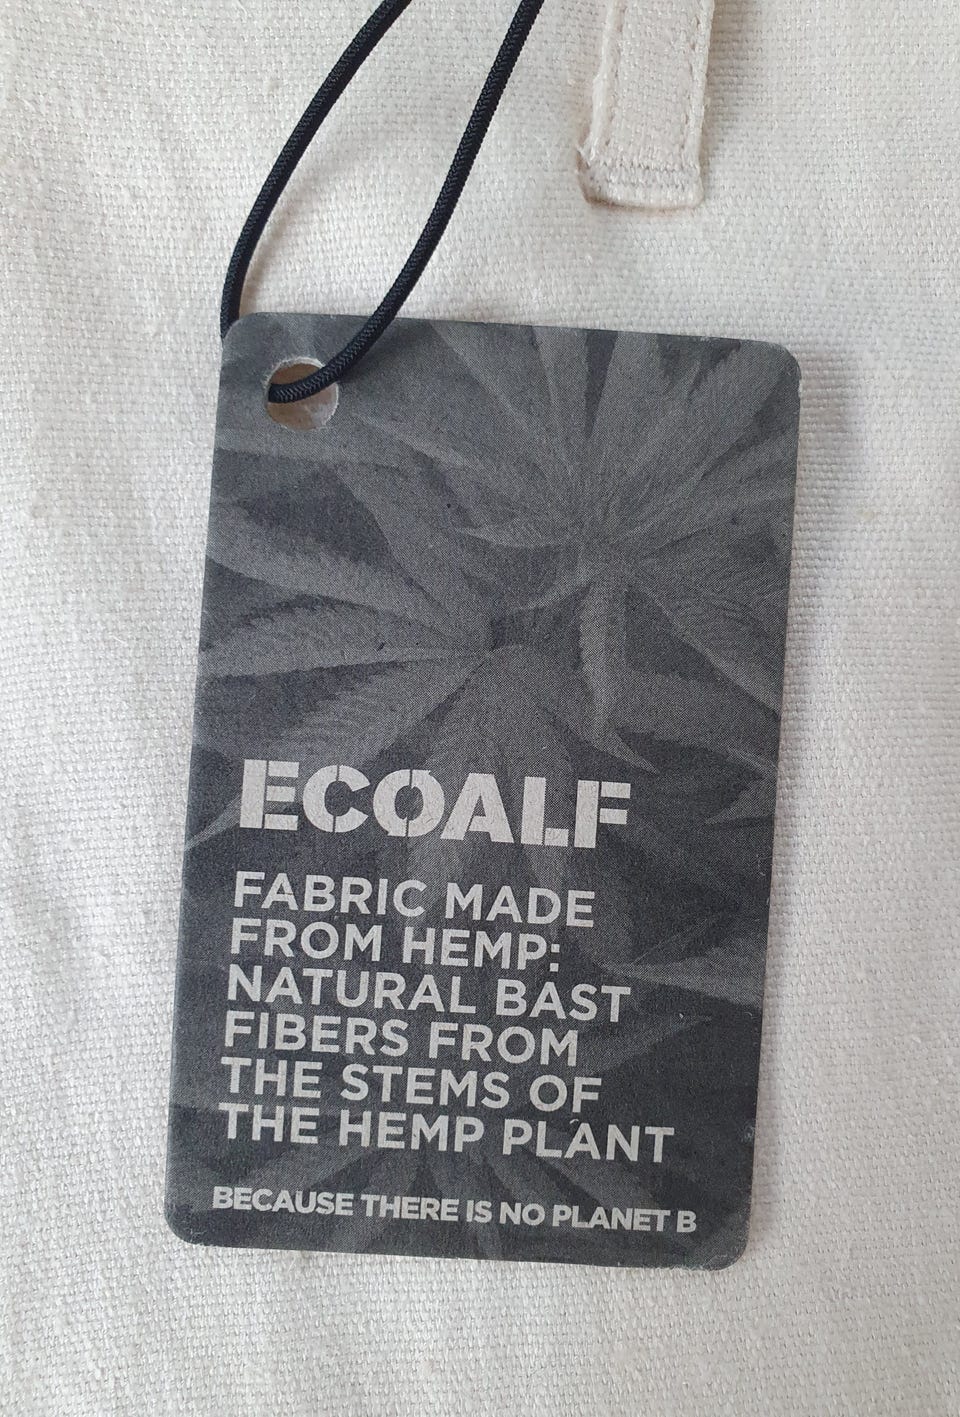 ECOALF
FABRIC MADE
FROM HEMP:
NATURAL BAST
FIBERS FROM
THE STEMS OF
THE HEMP PLANT
BECAUSE THERE IS NO PLANET B